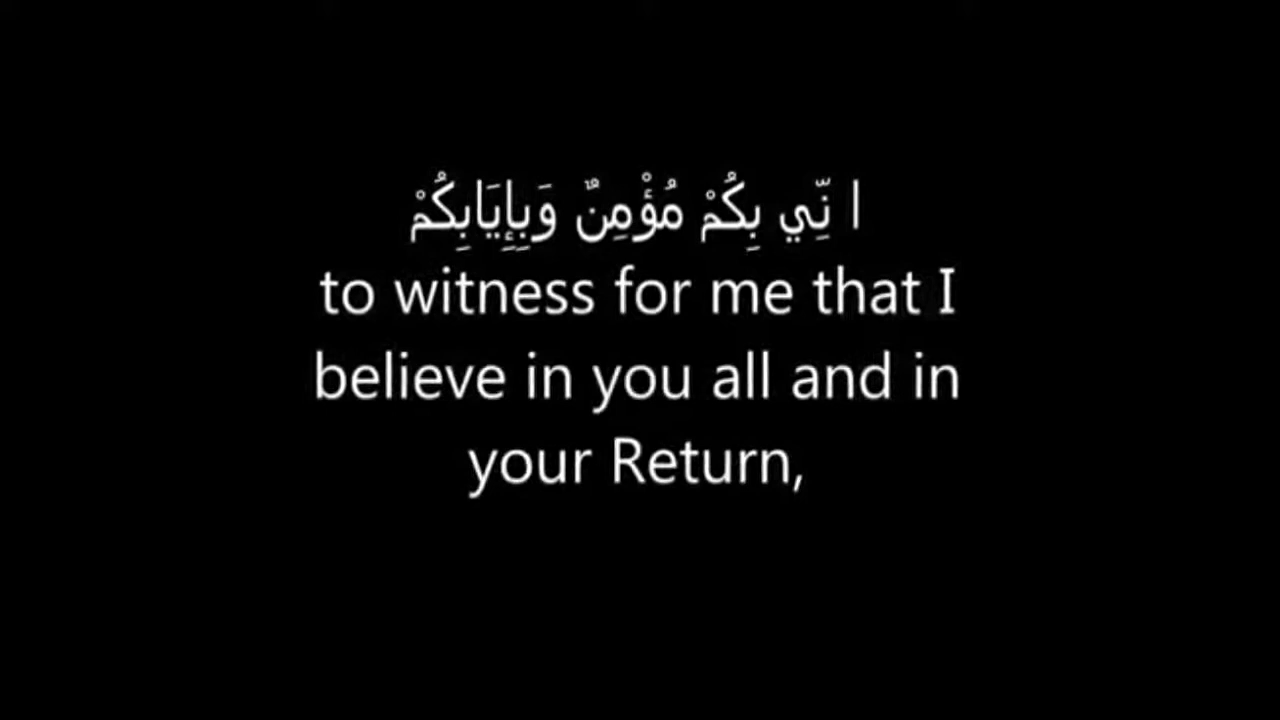 ا نِّي بِكُمْ مُؤْمِنٌ وَبِإِيَابِكُمْ
to witness for me that I
believe in you all and in
your Return,